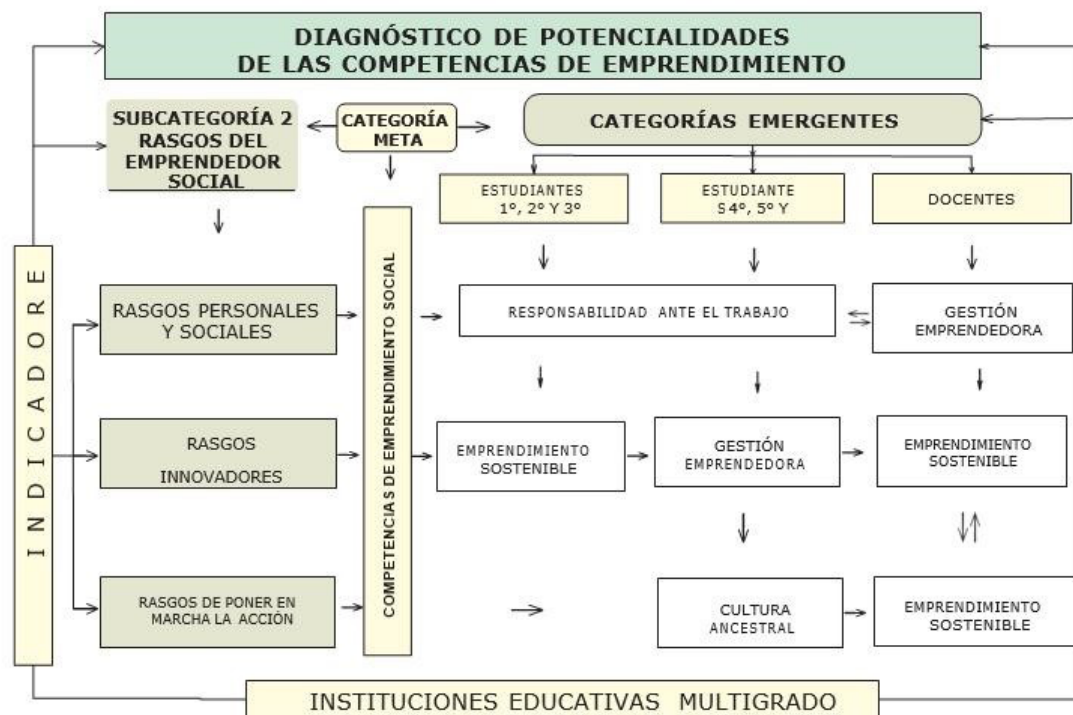 DIAGNÓSTICO DE POTENCIALIDADES
DE LAS COMPETENCIAS DE EMPRENDIMIENTO
SUBCATEGORÍA 2
RASGOS DEL
EMPRENDEDOR
SOCIAL
CATEGORÍA
META
CATEGORÍAS EMERGENTES
ESTUDIANTES
1º, 2º Y 3º
ESTUDIANTE
S 4º, 5º Y
DOCENTES
INDICADORE
COMPETENCIAS DE EMPRENDIMIENTO SOCIAL
RASGOS PERSONALES
Y SOCIALES
RESPONSABILIDAD ANTE EL TRABAJO
GESTIÓN
EMPRENDEDORA
RASGOS
INNOVADORES
EMPRENDIMIENTO
SOSTENIBLE
GESTIÓN
EMPRENDEDORA
EMPRENDIMIENTO
SOSTENIBLE
RASGOS DE PONER EN
MARCHA LA ACCIÒN
CULTURA
ANCESTRAL
EMPRENDIMIENTO
SOSTENIBLE
INSTITUCIONES EDUCATIVAS MULTIGRADO